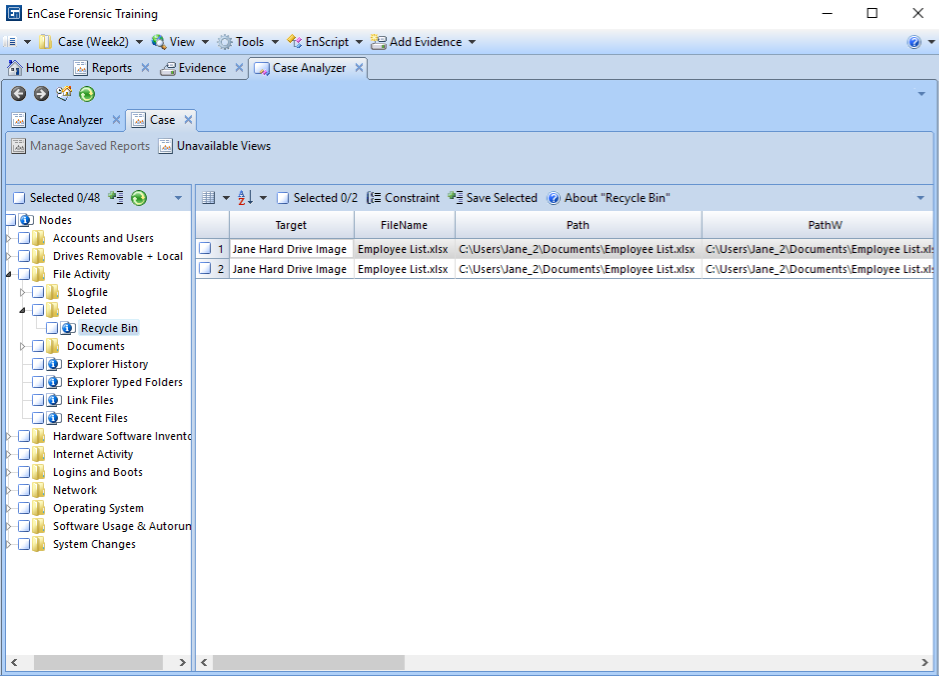 EnCase Forensic Training
Case (Week2) View Tools EnScript Add Evidence
Home Reports Evidence Case Analyzer
Case Analyzer Case
Manage Saved Reports Unavailable Views
Selected 0/48
Nodes
Accounts and Users
Drives Removable + Local
File Activity
$Logfile
Deleted
Recycle Bin
Documents
Explorer History
Explorer Typed Folders
Link Files
Recent Files
Hardware Software Invento
Internet Activity
Logins and Boots
Network
Operating System
Software Usage & Autorun
System Changes
Selected 0/2 Constraint Save Selected About "Recycle Bin"
Target FileName Path PathW
1 Jane Hard Drive Image Employee List.xlsx C:\Users\Jane_2\Documents\Employee List.xlsx C:\Users\Jane_2\Documents\Employee List.xls
2 Jane Hard Drive Image Employee List.xlsx C:\Users\Jane_2\Documents\Employee List.xlsx C:\Users\Jane_2\Documents\Employee List.xls